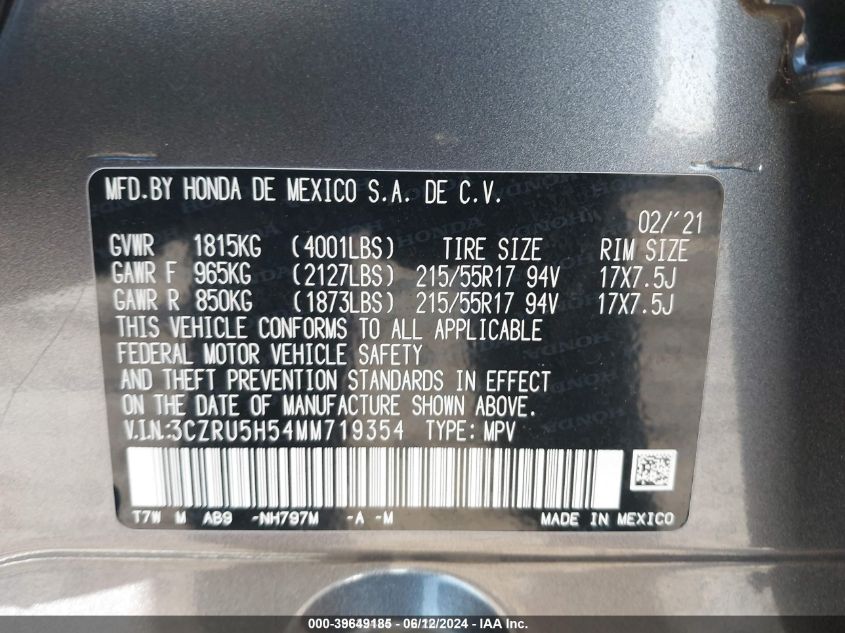 MFD.BY HONDA DE MEXICO S.A. DE C.V.
02/'21
GVWR 1815KG (4001LBS) TIRE SIZE RIM SIZE
GAWR F 965KG (2127LBS) 215/55R17 94V 17X7.5J
GAWR R 850KG (1873LBS) 215/55R17 94V 17X7.5J
THIS VEHICLE CONFORMS TO ALL APPLICABLE
FEDERAL MOTOR VEHICLE SAFETY
AND THEFT PREVENTION STANDARDS IN EFFECT
ON THE DATE OF MANUFACTURE SHOWN ABOVE.
V.I.N.:3CZRU5H54MM719354 TYPE: MPV
T7W M AB9 -NH797M -A -M MADE IN MEXICO
000-39649185 - 06/12/2024 - IAA Inc.